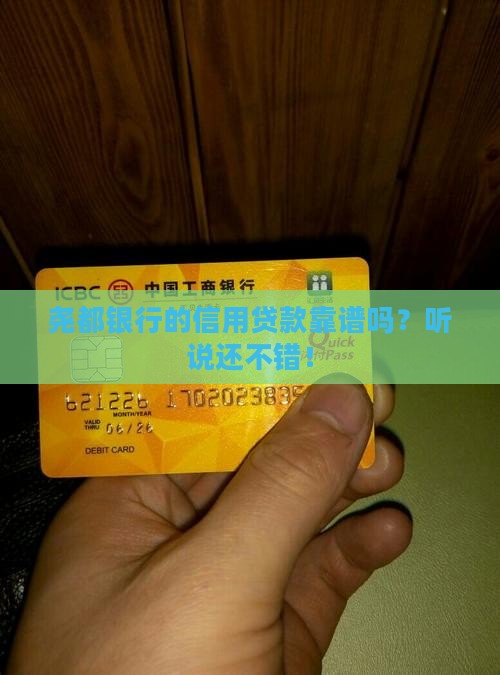 ICBC 中国工商银行
尧都银行的信用贷款靠谱吗？听
说还不错！
Quick
Pass
621226 1702023835
MONTH/YEAR
VALID
THRU 06/26
DEBIT CARD